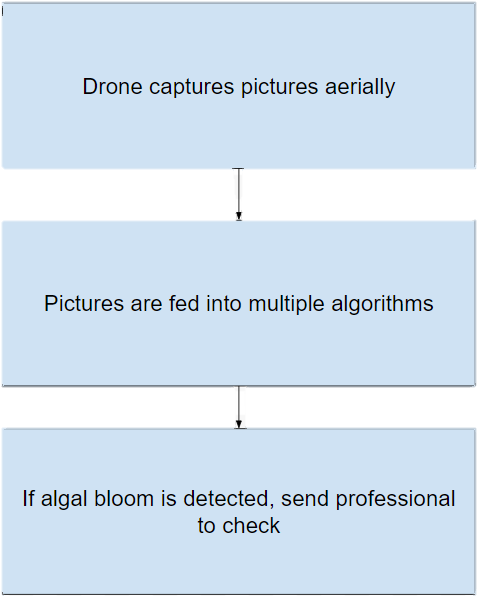 Drone captures pictures aerially
Pictures are fed into multiple algorithms
If algal bloom is detected, send professional
to check